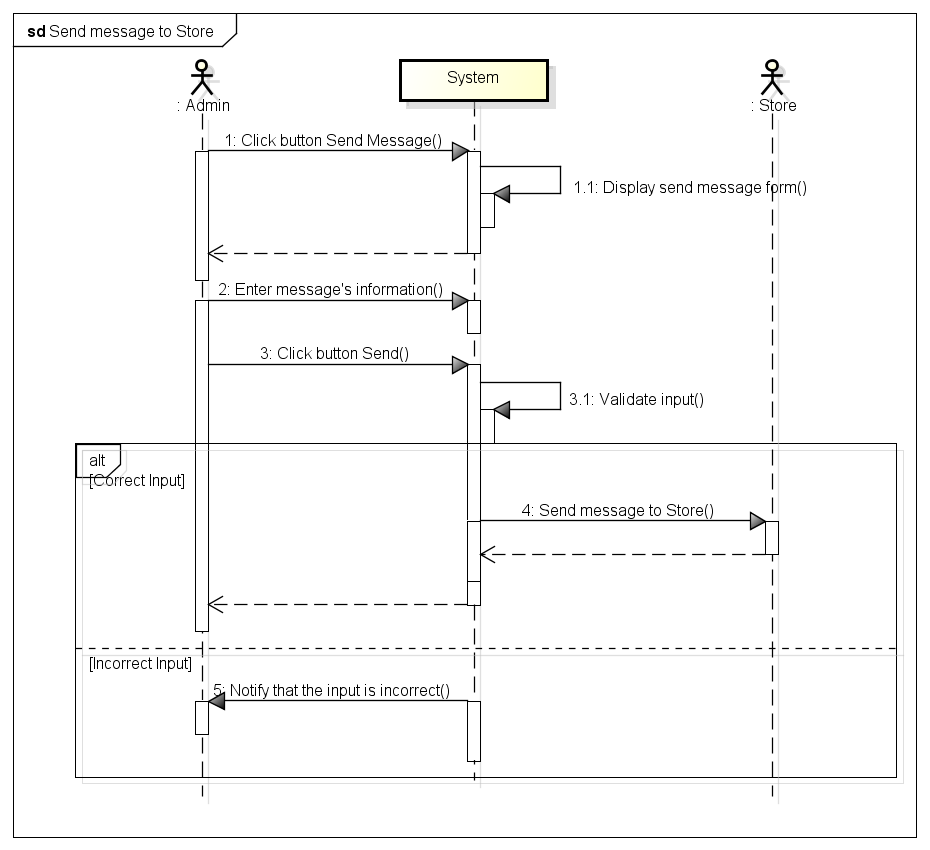 sd Send message to Store
: Admin
System
: Store
1: Click button Send Message()
1.1: Display send message form()
2: Enter message's information()
3: Click button Send()
3.1: Validate input()
alt
[Correct Input]
4: Send message to Store()
[Incorrect Input]
5: Notify that the input is incorrect()